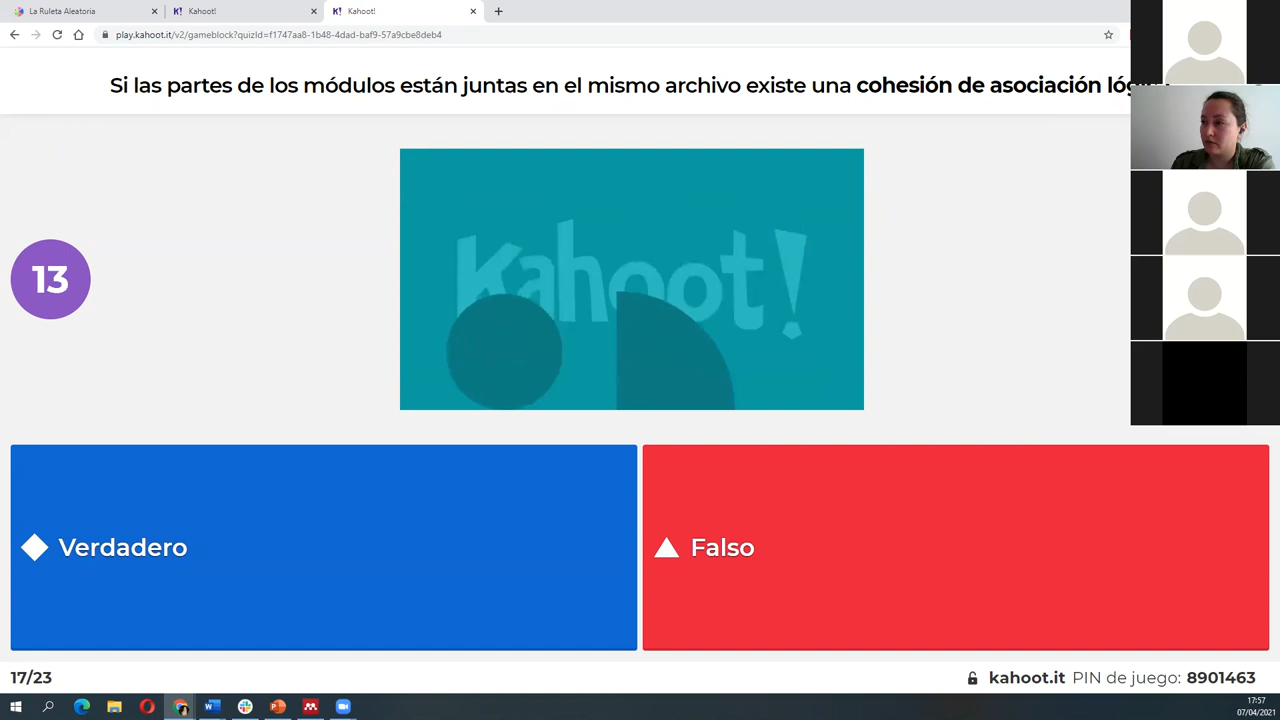 La Ruleta Aleatoria
Kahoot!
Kahoot!
play.kahoot.it/v2/gameblock?quizId=f1747aa8-1b48-4dad-baf9-57a9cbe8deb4
Si las partes de los módulos están juntas en el mismo archivo existe una cohesión de asociación
13
Kahoot!
Verdadero
Falso
17/23
kahoot.it PIN de juego: 8901463
17:57
07/04/2021